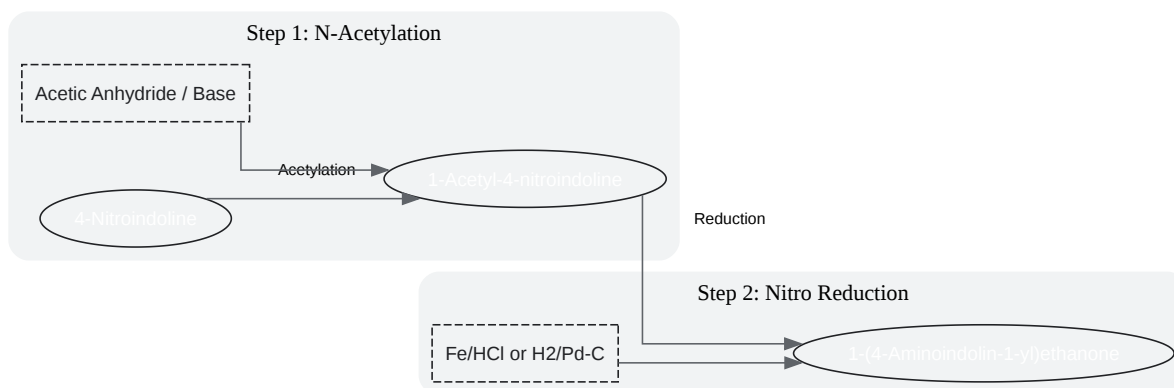 Step 1: N-Acetylation
Acetic Anhydride / Base
Acetylation
1-Acetyl-4-nitroindoline
4-Nitroindoline
Reduction
Step 2: Nitro Reduction
Fe/HCl or H2/Pd-C
1-(4-Aminoindolin-1-yl)ethanone